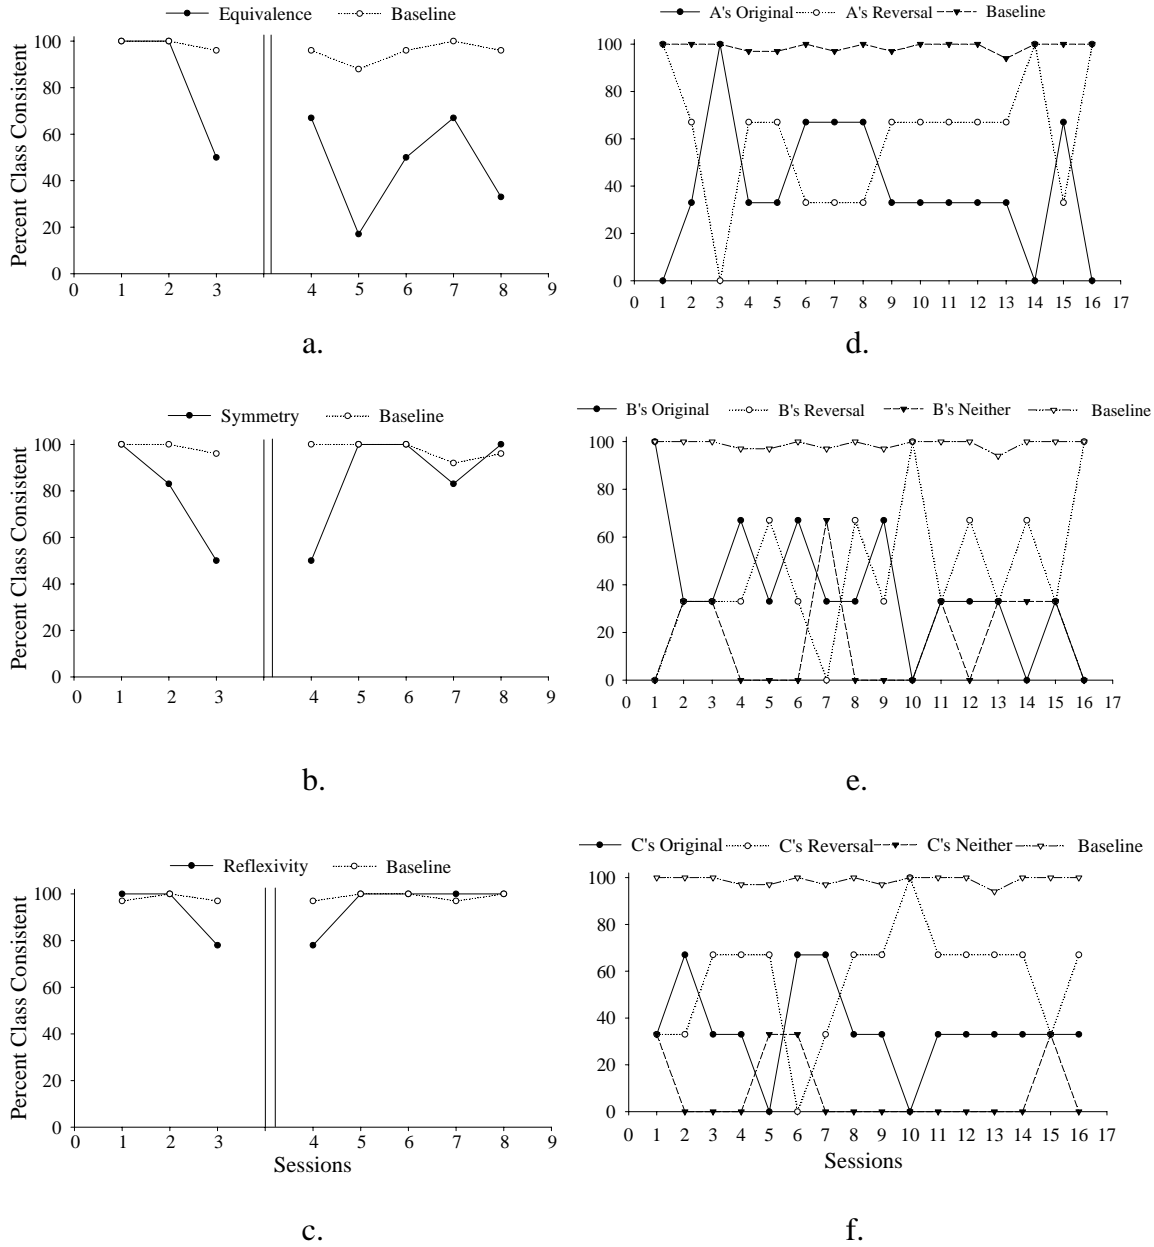 Equivalence Baseline
Percent Class Consistent
100
80
60
40
20
0
0 1 2 3 4 5 6 7 8 9
a.
A's Original A's Reversal Baseline
100
80
60
40
20
0
0 1 2 3 4 5 6 7 8 9 10 11 12 13 14 15 16 17
d.
Symmetry Baseline
Percent Class Consistent
100
80
60
40
20
0
0 1 2 3 4 5 6 7 8 9
b.
B's Original B's Reversal B's Neither Baseline
100
80
60
40
20
0
0 1 2 3 4 5 6 7 8 9 10 11 12 13 14 15 16 17
e.
Reflexivity Baseline
Percent Class Consistent
100
80
60
40
20
0
0 1 2 3 4 5 6 7 8 9
Sessions
c.
C's Original C's Reversal C's Neither Baseline
100
80
60
40
20
0
0 1 2 3 4 5 6 7 8 9 10 11 12 13 14 15 16 17
Sessions
f.